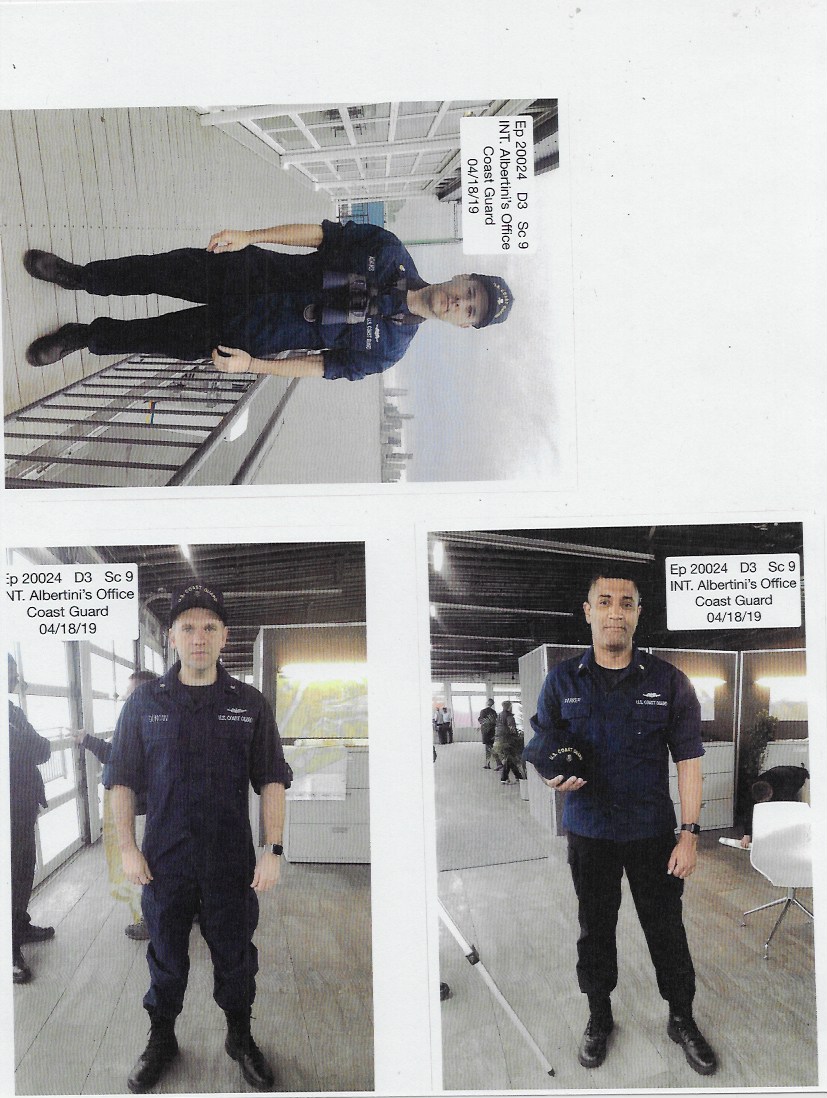 Ep 20024 D3 Sc 9
INT. Albertini's Office
Coast Guard
04/18/19
U.S. COAST GUARD
Ep 20024 D3 Sc 9
INT. Albertini's Office
Coast Guard
04/18/19
U.S. COAST GUARD
U.S. COAST GUARD
Ep 20024 D3 Sc 9
INT. Albertini's Office
Coast Guard
04/18/19
PARKER
U.S. COAST GUARD
U.S. COAST GUARD